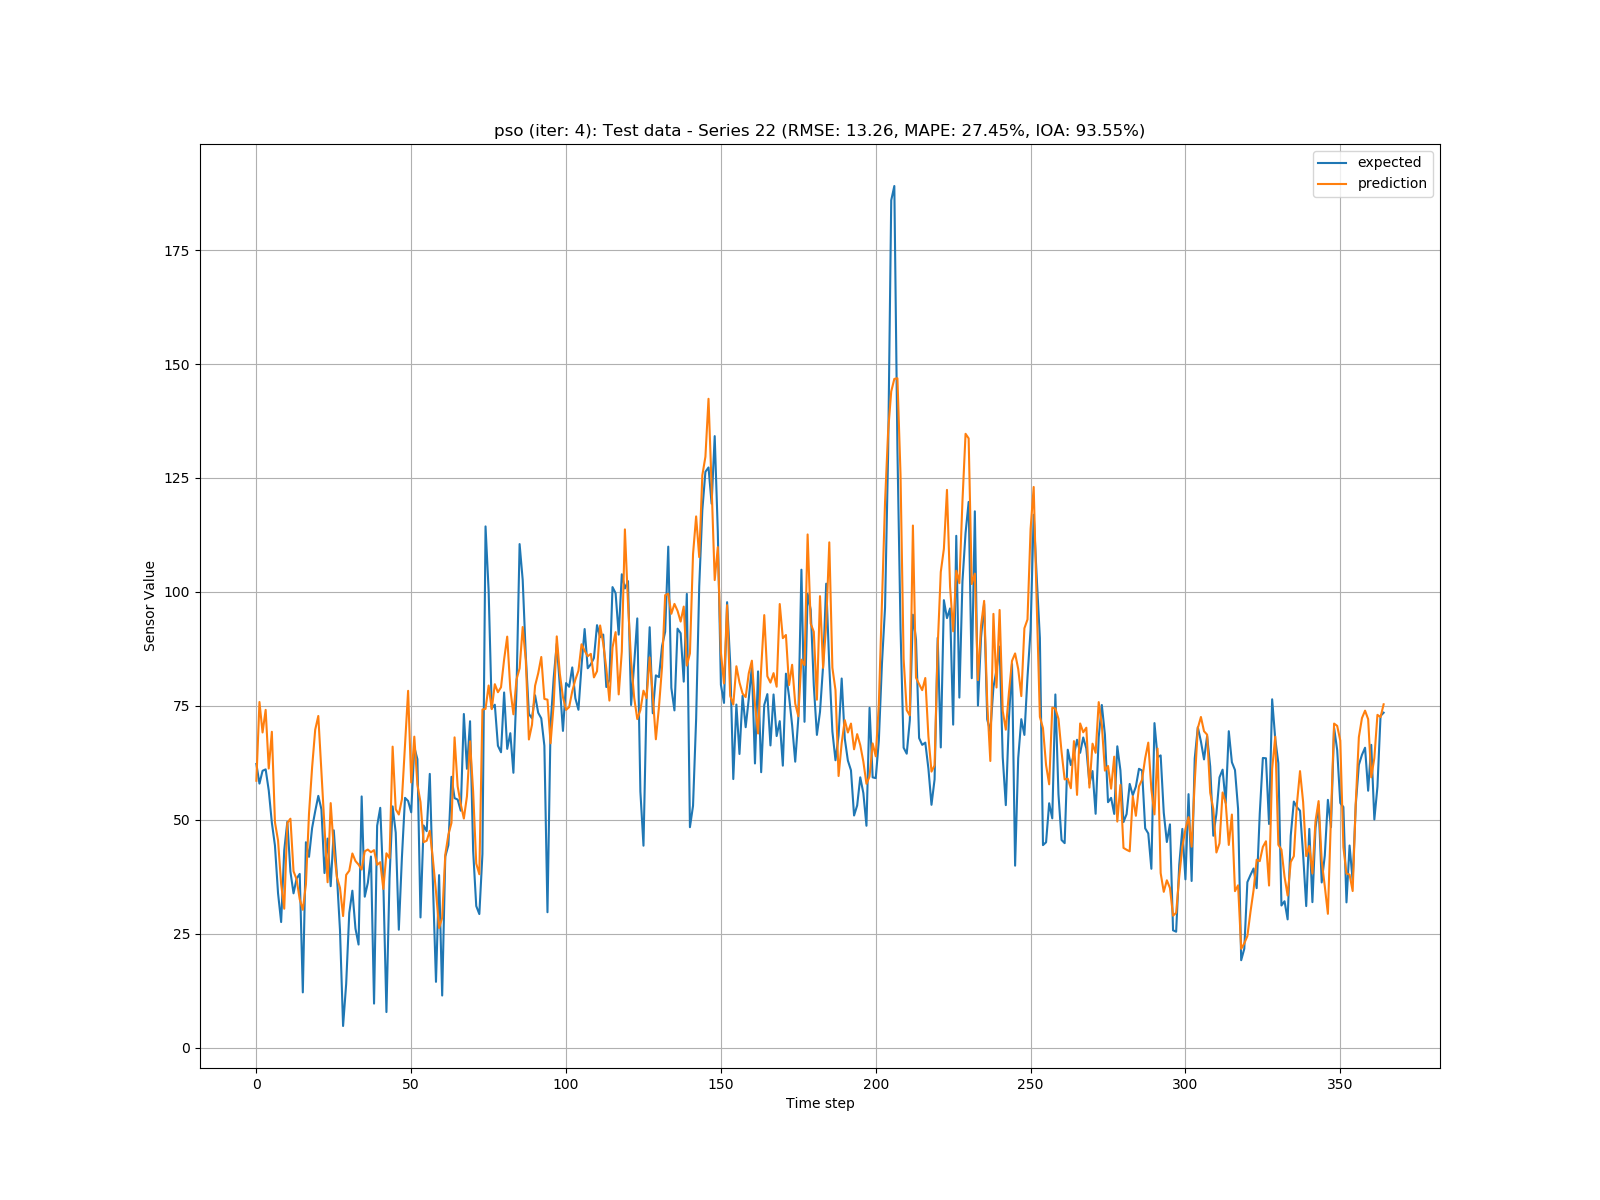 pso (iter: 4): Test data - Series 22 (RMSE: 13.26, MAPE: 27.45%, IOA: 93.55%)
expected
prediction
175
150
125
100
75
50
25
0
Sensor Value
0 50 100 150 200 250 300 350
Time step